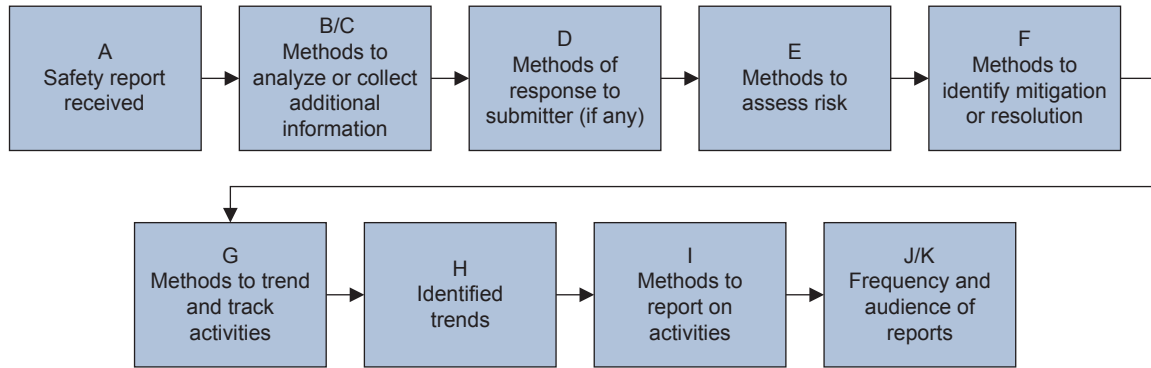 A
Safety report
received
B/C
Methods to
analyze or collect
additional
information
D
Methods of
response to
submitter (if any)
E
Methods to
assess risk
F
Methods to
identify mitigation
or resolution
G
Methods to trend
and track
activities
H
Identified
trends
I
Methods to
report on
activities
J/K
Frequency and
audience of
reports